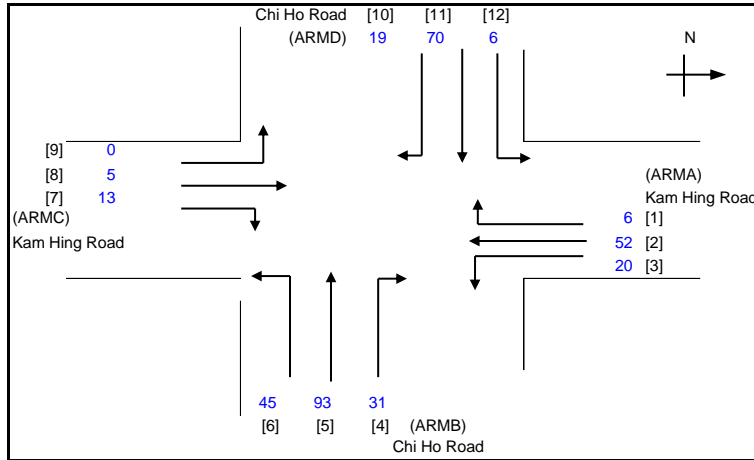 Chi Ho Road [10] [11] [12]
(ARMD) 19 70 6 N
[9] 0
[8] 5 (ARMA)
[7] 13 Kam Hing Road
(ARMC) 6 [1]
Kam Hing Road 52 [2]
20 [3]
45 93 31
[6] [5] [4] (ARMB)
Chi Ho Road